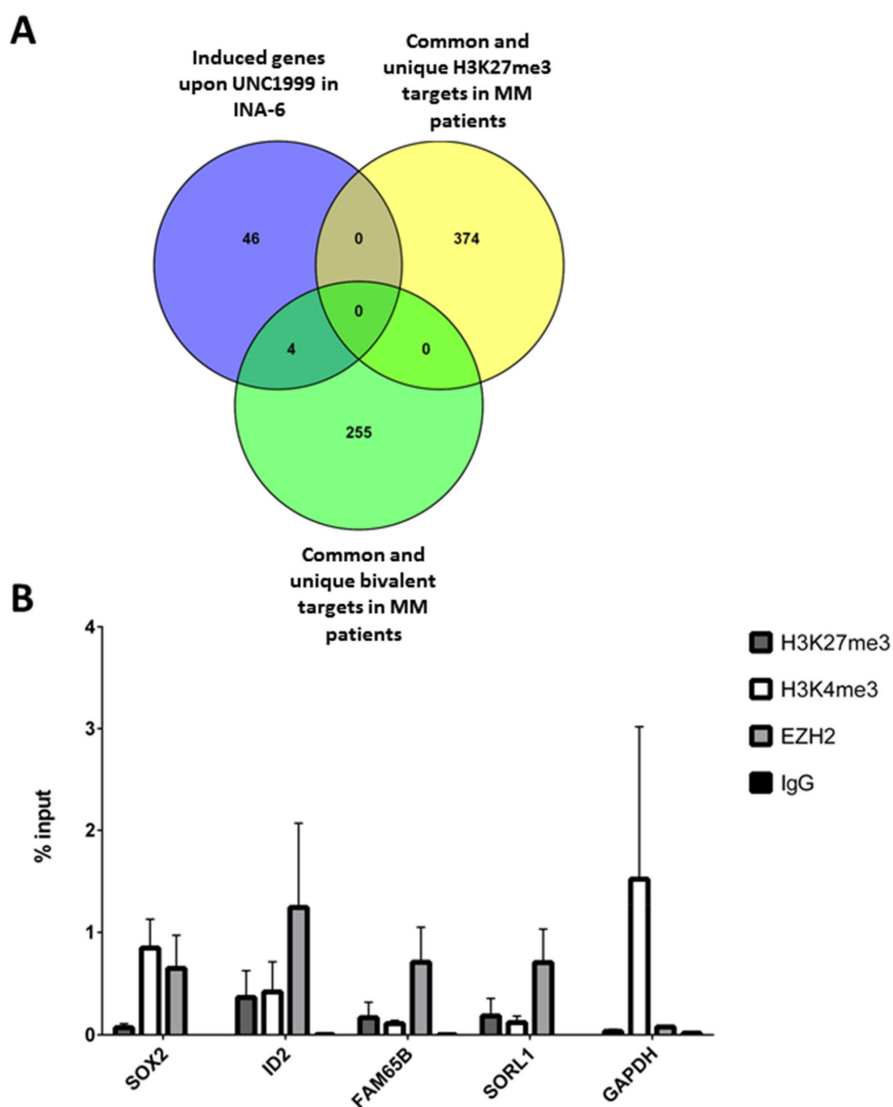 A
Induced genes
upon UNC1999 in
INA-6
Common and
unique H3K27me3
targets in MM
patients
46
0
374
0
4
0
255
Common and
unique bivalent
targets in MM
patients
B
4
3
2
1
0
% input
H3K27me3
H3K4me3
EZH2
IgG
SOX2
ID2
FAM65B
SORL1
GAPDH